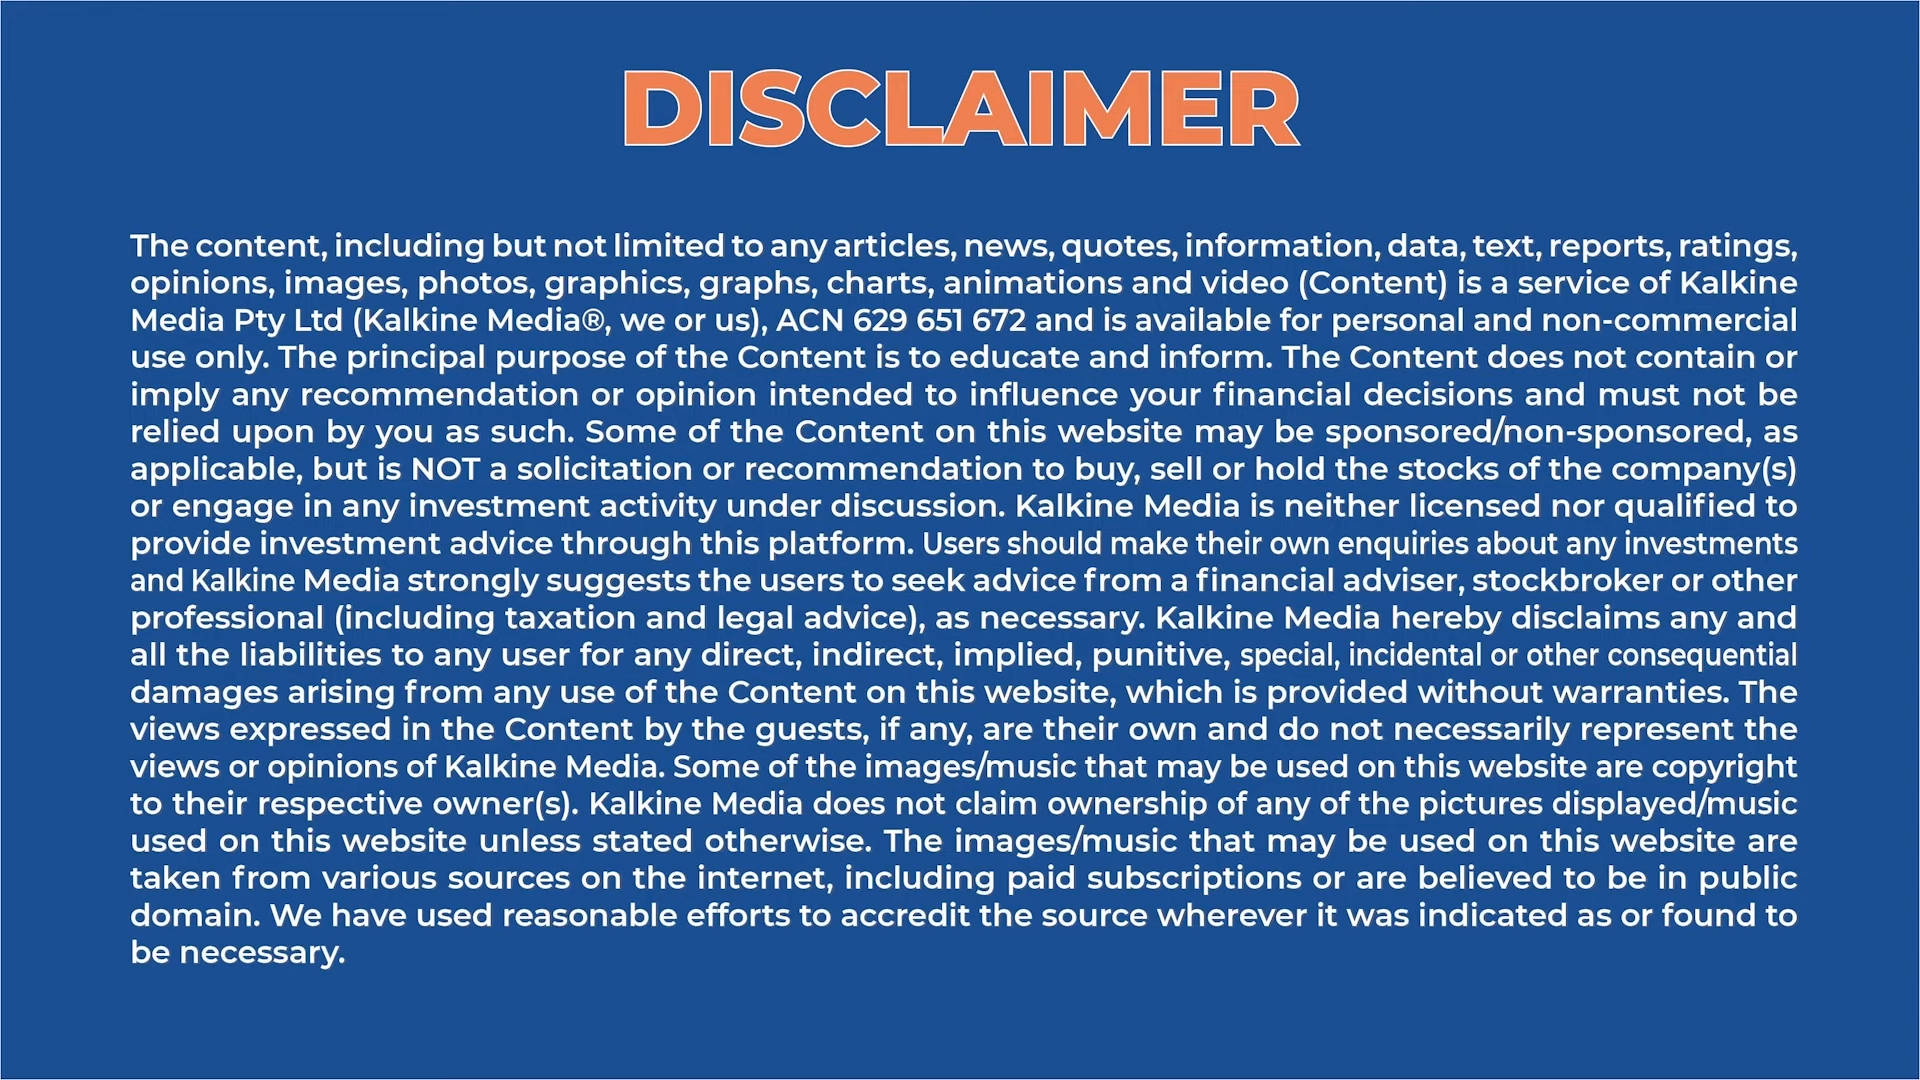 DISCLAIMER
The content, including but not limited to any articles, news, quotes, information, data, text, reports, ratings,
opinions, images, photos, graphics, graphs, charts, animations and video (Content) is a service of Kalkine
Media Pty Ltd (Kalkine Media®, we or us), ACN 629 651 672 and is available for personal and non-commercial
use only. The principal purpose of the Content is to educate and inform. The Content does not contain or
imply any recommendation or opinion intended to influence your financial decisions and must not be
relied upon by you as such. Some of the Content on this website may be sponsored/non-sponsored, as
applicable, but is NOT a solicitation or recommendation to buy, sell or hold the stocks of the company(s)
or engage in any investment activity under discussion. Kalkine Media is neither licensed nor qualified to
provide investment advice through this platform. Users should make their own enquiries about any investments
and Kalkine Media strongly suggests the users to seek advice from a financial adviser, stockbroker or other
professional (including taxation and legal advice), as necessary. Kalkine Media hereby disclaims any and
all the liabilities to any user for any direct, indirect, implied, punitive, special, incidental or other consequential
damages arising from any use of the Content on this website, which is provided without warranties. The
views expressed in the Content by the guests, if any, are their own and do not necessarily represent the
views or opinions of Kalkine Media. Some of the images/music that may be used on this website are copyright
to their respective owner(s). Kalkine Media does not claim ownership of any of the pictures displayed/music
used on this website unless stated otherwise. The images/music that may be used on this website are
taken from various sources on the internet, including paid subscriptions or are believed to be in public
domain. We have used reasonable efforts to accredit the source wherever it was indicated as or found to
be necessary.